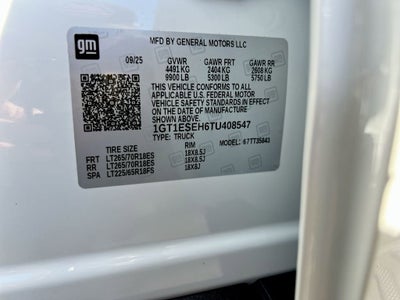 gm
MFD BY GENERAL MOTORS LLC
09/25 GVWR GAWR FRT GAWR RR
4491 KG 2404 KG 2608 KG
9900 LB 5300 LB 5750 LB
THIS VEHICLE CONFORMS TO ALL
APPLICABLE U.S. FEDERAL MOTOR
VEHICLE SAFETY STANDARDS IN
EFFECT ON THE DATE OF MANUFACTURE
SHOWN ABOVE.
1GT1ESEH6TU408547
TYPE: TRUCK MODEL:
RIM
FRT LT265/70R18ES 18X8.5J
RR LT265/70R18ES 18X8.5J
SPA LT225/65R18FS 18X8J